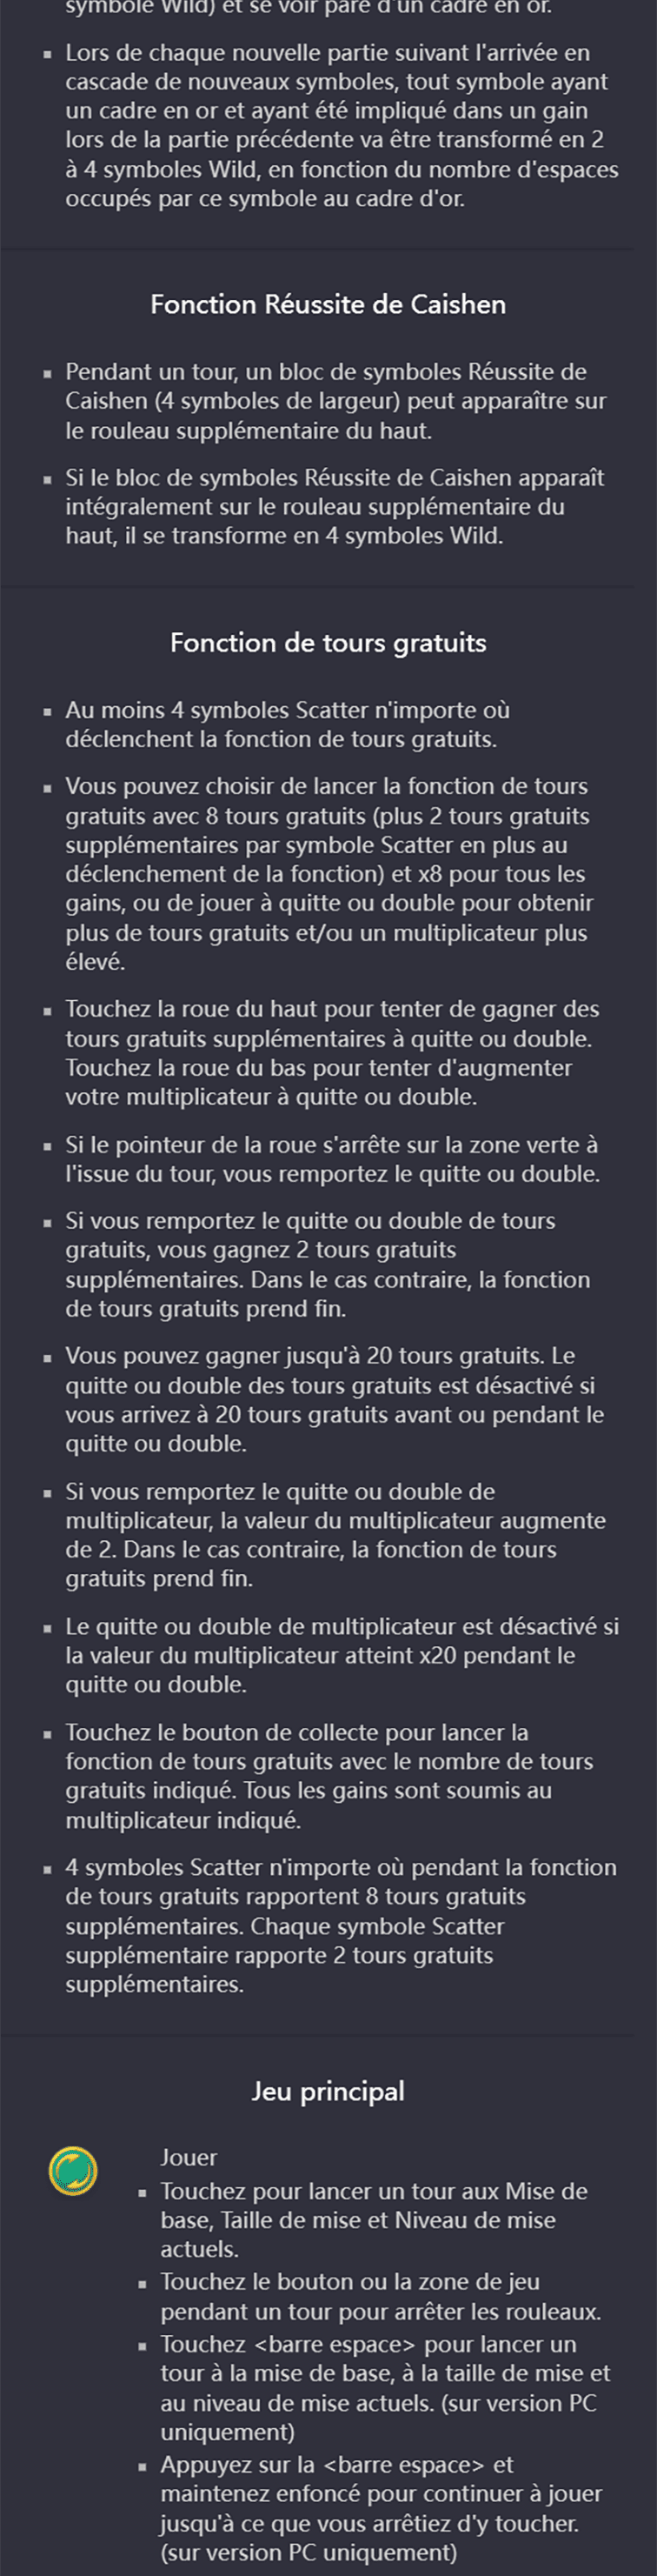 symbole Wild) et se voir paré d'un cadre en or.
▪ Lors de chaque nouvelle partie suivant l'arrivée en
cascade de nouveaux symboles, tout symbole ayant
un cadre en or et ayant été impliqué dans un gain
lors de la partie précédente va être transformé en 2
à 4 symboles Wild, en fonction du nombre d'espaces
occupés par ce symbole au cadre d'or.
Fonction Réussite de Caishen
▪ Pendant un tour, un bloc de symboles Réussite de
Caishen (4 symboles de largeur) peut apparaître sur
le rouleau supplémentaire du haut.
▪ Si le bloc de symboles Réussite de Caishen apparaît
intégralement sur le rouleau supplémentaire du
haut, il se transforme en 4 symboles Wild.
Fonction de tours gratuits
▪ Au moins 4 symboles Scatter n'importe où
déclenchent la fonction de tours gratuits.
▪ Vous pouvez choisir de lancer la fonction de tours
gratuits avec 8 tours gratuits (plus 2 tours gratuits
supplémentaires par symbole Scatter en plus au
déclenchement de la fonction) et x8 pour tous les
gains, ou de jouer à quitte ou double pour obtenir
plus de tours gratuits et/ou un multiplicateur plus
élevé.
▪ Touchez la roue du haut pour tenter de gagner des
tours gratuits supplémentaires à quitte ou double.
Touchez la roue du bas pour tenter d'augmenter
votre multiplicateur à quitte ou double.
▪ Si le pointeur de la roue s'arrête sur la zone verte à
l'issue du tour, vous remportez le quitte ou double.
▪ Si vous remportez le quitte ou double de tours
gratuits, vous gagnez 2 tours gratuits
supplémentaires. Dans le cas contraire, la fonction
de tours gratuits prend fin.
▪ Vous pouvez gagner jusqu'à 20 tours gratuits. Le
quitte ou double des tours gratuits est désactivé si
vous arrivez à 20 tours gratuits avant ou pendant le
quitte ou double.
▪ Si vous remportez le quitte ou double de
multiplicateur, la valeur du multiplicateur augmente
de 2. Dans le cas contraire, la fonction de tours
gratuits prend fin.
▪ Le quitte ou double de multiplicateur est désactivé si
la valeur du multiplicateur atteint x20 pendant le
quitte ou double.
▪ Touchez le bouton de collecte pour lancer la
fonction de tours gratuits avec le nombre de tours
gratuits indiqué. Tous les gains sont soumis au
multiplicateur indiqué.
▪ 4 symboles Scatter n'importe où pendant la fonction
de tours gratuits rapportent 8 tours gratuits
supplémentaires. Chaque symbole Scatter
supplémentaire rapporte 2 tours gratuits
supplémentaires.
Jeu principal
Jouer
▪ Touchez pour lancer un tour aux Mise de
base, Taille de mise et Niveau de mise
actuels.
▪ Touchez le bouton ou la zone de jeu
pendant un tour pour arrêter les rouleaux.
▪ Touchez <barre espace> pour lancer un
tour à la mise de base, à la taille de mise et
au niveau de mise actuels. (sur version PC
uniquement)
▪ Appuyez sur la <barre espace> et
maintenez enfoncé pour continuer à jouer
jusqu'à ce que vous arrêtiez d'y toucher.
(sur version PC uniquement)